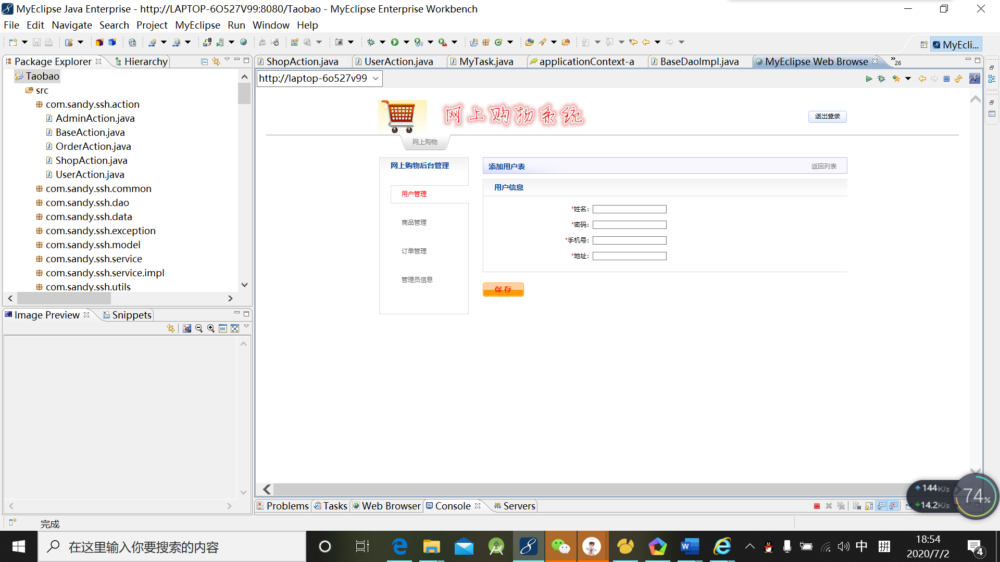 MyEclipse Java Enterprise - http://LAPTOP-6O527V99:8080/Taobao - MyEclipse Enterprise Workbench
File Edit Navigate Search Project MyEclipse Run Window Help
MyEcli...
Package Explorer Hierarchy
ShopAction.java UserAction.java MyTask.java applicationContext-a BaseDaoImpl.java MyEclipse Web Browse »26
Taobao
src
com.sandy.ssh.action
AdminAction.java
BaseAction.java
OrderAction.java
ShopAction.java
UserAction.java
com.sandy.ssh.common
com.sandy.ssh.dao
com.sandy.ssh.data
com.sandy.ssh.exception
com.sandy.ssh.model
com.sandy.ssh.service
com.sandy.ssh.service.impl
com.sandy.ssh.utils
Image Preview Snippets
http://laptop-6o527v99
网上购物系统
退出登录
网上购物
网上购物后台管理
用户管理
商品管理
订单管理
管理员信息
添加用户表 返回列表
用户信息
*姓名：
*密码：
*手机号：
*地址：
保 存
Problems Tasks Web Browser Console Servers
144K/s
14.2K/s
74%
完成
在这里输入你要搜索的内容
中 拼
18:54
2020/7/2
4